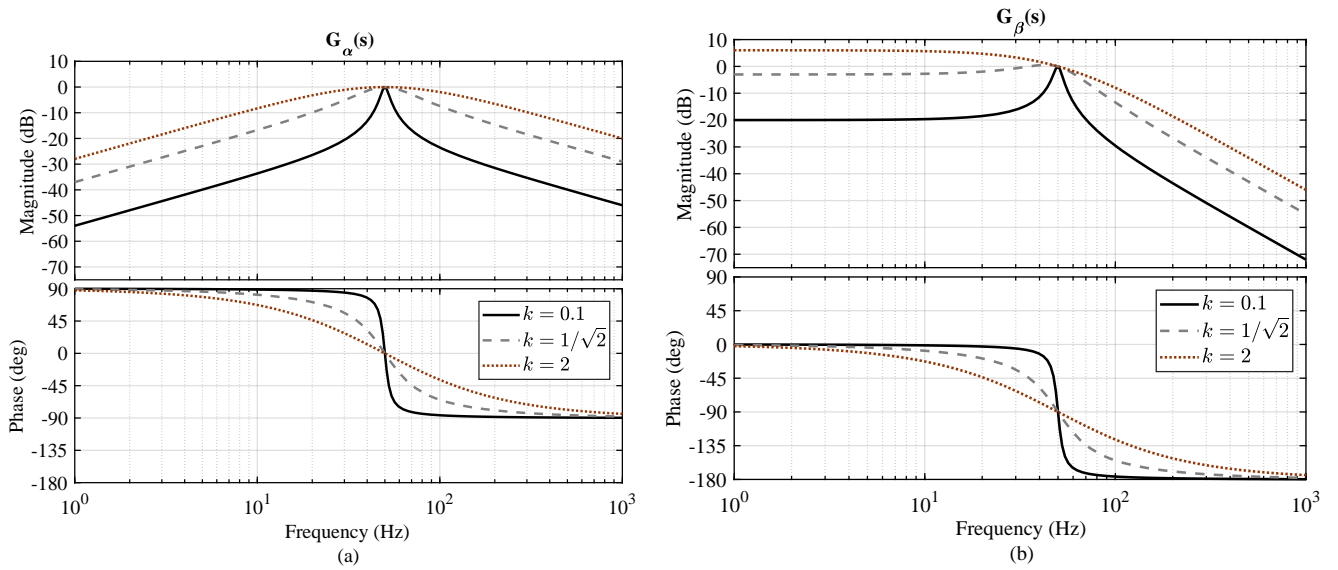 G_α(s)
Magnitude (dB)
10
0
-10
-20
-30
-40
-50
-60
-70
Phase (deg)
90
45
0
-45
-90
-135
-180
k = 0.1
k = 1/√2
k = 2
10^0
10^1
10^2
10^3
Frequency (Hz)
(a)
G_β(s)
Magnitude (dB)
10
0
-10
-20
-30
-40
-50
-60
-70
Phase (deg)
90
45
0
-45
-90
-135
-180
k = 0.1
k = 1/√2
k = 2
10^0
10^1
10^2
10^3
Frequency (Hz)
(b)